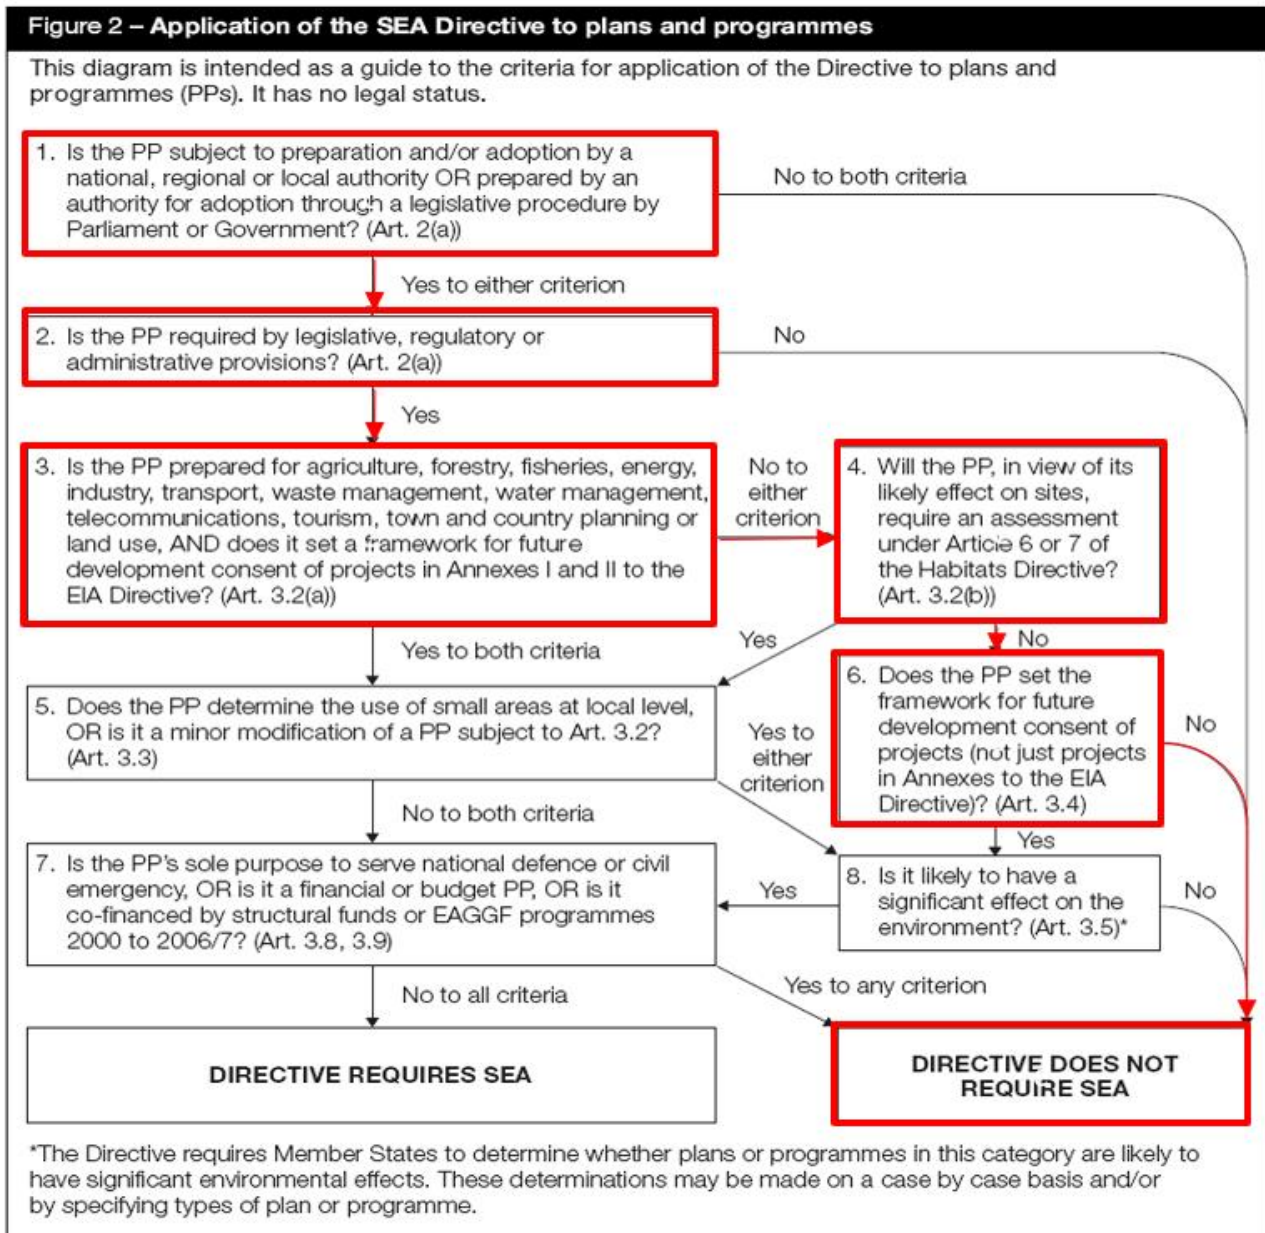 Figure 2 – Application of the SEA Directive to plans and programmes
This diagram is intended as a guide to the criteria for application of the Directive to plans and
programmes (PPs). It has no legal status.
1. Is the PP subject to preparation and/or adoption by a
national, regional or local authority OR prepared by an
authority for adoption through a legislative procedure by
Parliament or Government? (Art. 2(a))
No to both criteria
Yes to either criterion
2. Is the PP required by legislative, regulatory or
administrative provisions? (Art. 2(a))
No
Yes
3. Is the PP prepared for agriculture, forestry, fisheries, energy,
industry, transport, waste management, water management,
telecommunications, tourism, town and country planning or
land use, AND does it set a framework for future
development consent of projects in Annexes I and II to the
EIA Directive? (Art. 3.2(a))
No to
either
criterion
4. Will the PP, in view of its
likely effect on sites,
require an assessment
under Article 6 or 7 of
the Habitats Directive?
(Art. 3.2(b))
Yes to both criteria
Yes
No
5. Does the PP determine the use of small areas at local level,
OR is it a minor modification of a PP subject to Art. 3.2?
(Art. 3.3)
Yes to
either
criterion
6. Does the PP set the
framework for future
development consent of
projects (not just projects
in Annexes to the EIA
Directive)? (Art. 3.4)
No
No to both criteria
Yes
7. Is the PP's sole purpose to serve national defence or civil
emergency, OR is it a financial or budget PP, OR is it
co-financed by structural funds or EAGGF programmes
2000 to 2006/7? (Art. 3.8, 3.9)
Yes
8. Is it likely to have a
significant effect on the
environment? (Art. 3.5)*
No
No to all criteria
Yes to any criterion
DIRECTIVE REQUIRES SEA
DIRECTIVE DOES NOT
REQUIRE SEA
*The Directive requires Member States to determine whether plans or programmes in this category are likely to
have significant environmental effects. These determinations may be made on a case by case basis and/or
by specifying types of plan or programme.